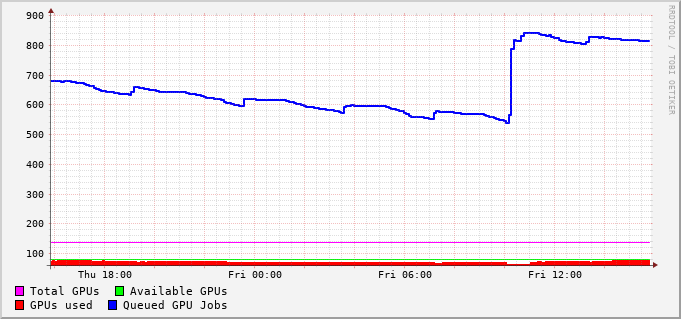 900
800
700
600
500
400
300
200
100
Thu 18:00 Fri 00:00 Fri 06:00 Fri 12:00
Total GPUs Available GPUs
GPUs used Queued GPU Jobs
RRDTOOL / TOBI OETIKER